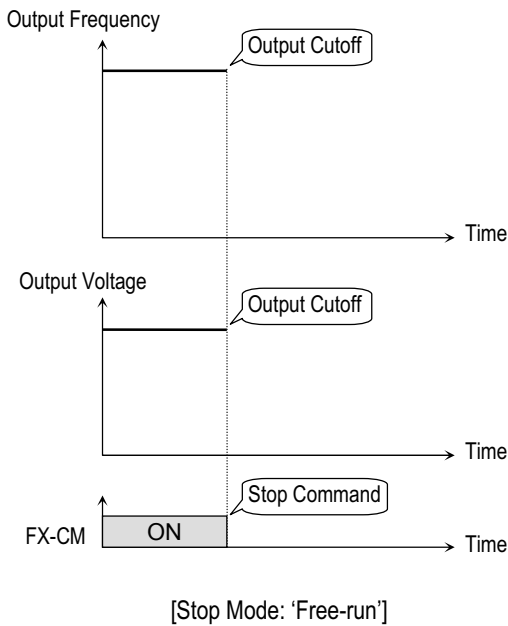 Output Frequency
Output Cutoff
Time
Output Voltage
Output Cutoff
Time
Stop Command
FX-CM
ON
Time
[Stop Mode: ‘Free-run’]